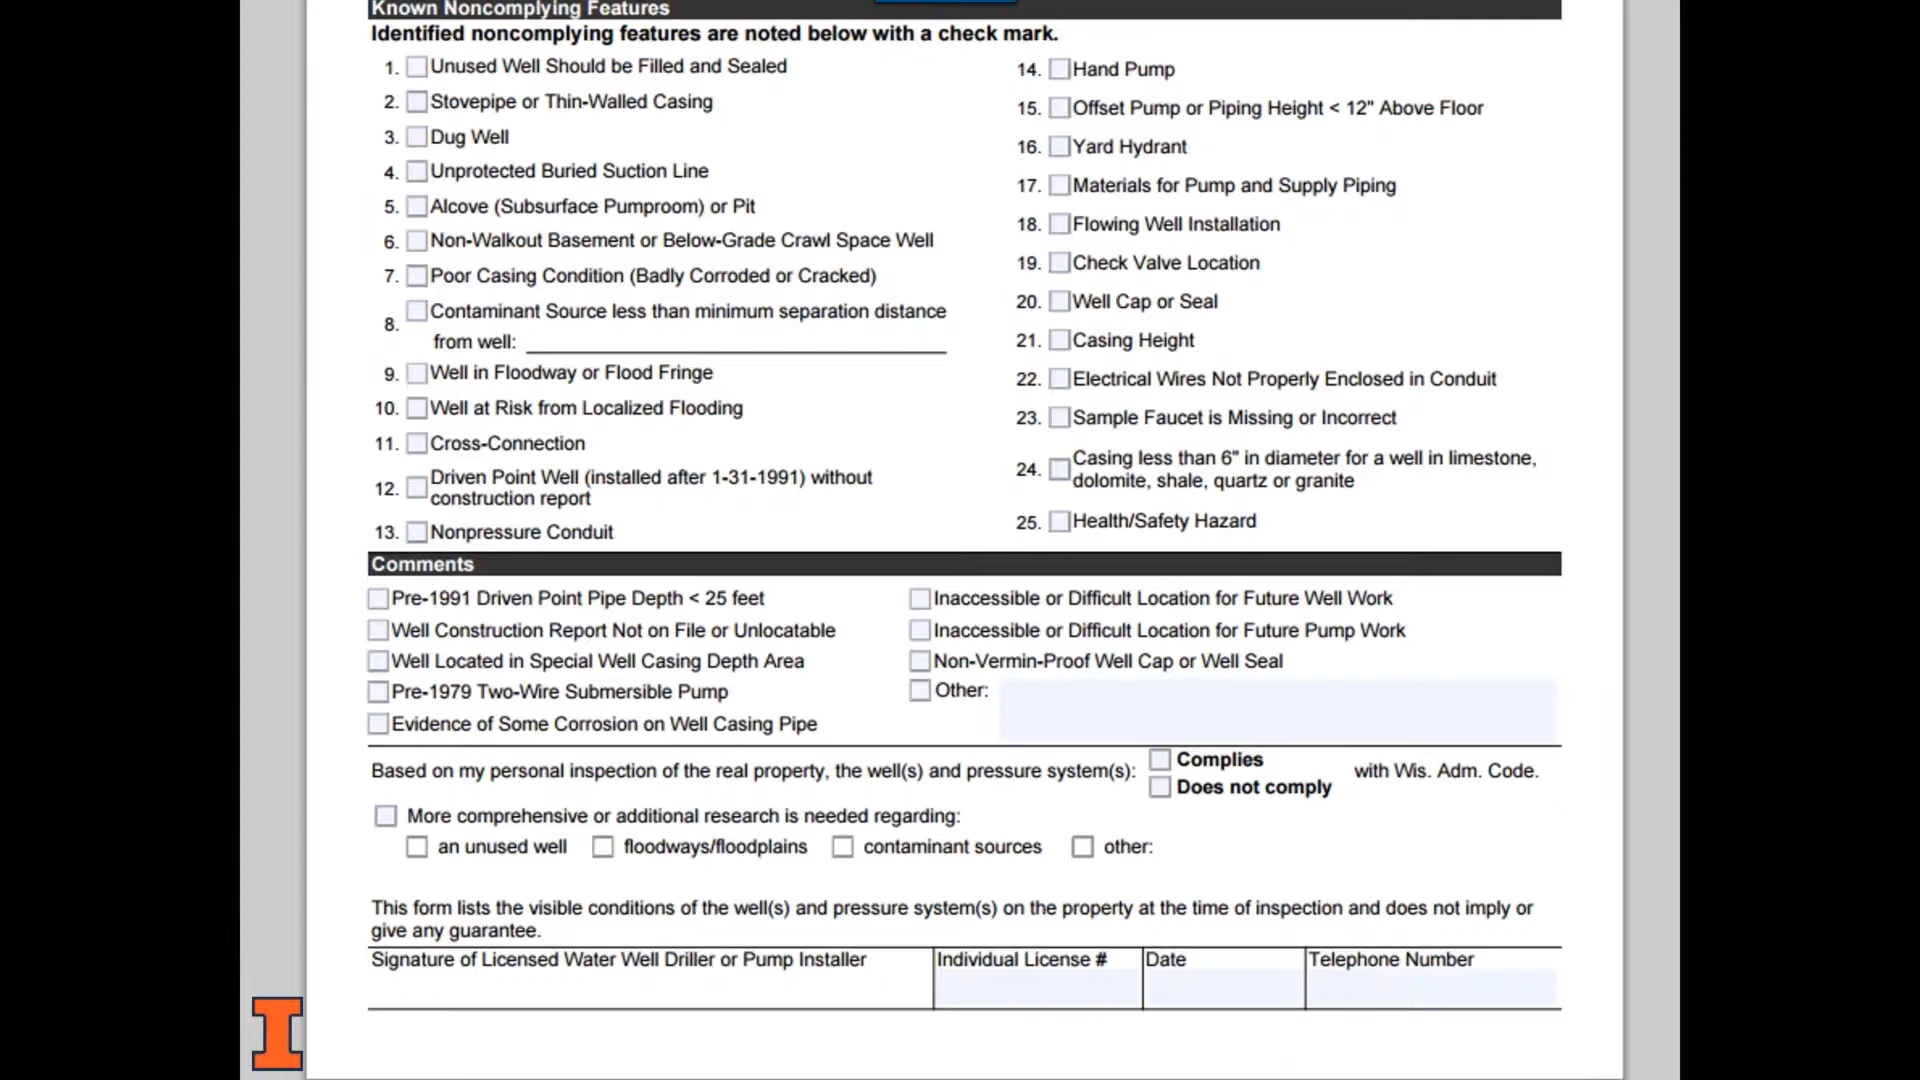 Known Noncomplying Features
Identified noncomplying features are noted below with a check mark.
1. Unused Well Should be Filled and Sealed
2. Stovepipe or Thin-Walled Casing
3. Dug Well
4. Unprotected Buried Suction Line
5. Alcove (Subsurface Pumproom) or Pit
6. Non-Walkout Basement or Below-Grade Crawl Space Well
7. Poor Casing Condition (Badly Corroded or Cracked)
8. Contaminant Source less than minimum separation distance
from well:
9. Well in Floodway or Flood Fringe
10. Well at Risk from Localized Flooding
11. Cross-Connection
12. Driven Point Well (installed after 1-31-1991) without
construction report
13. Nonpressure Conduit
14. Hand Pump
15. Offset Pump or Piping Height < 12" Above Floor
16. Yard Hydrant
17. Materials for Pump and Supply Piping
18. Flowing Well Installation
19. Check Valve Location
20. Well Cap or Seal
21. Casing Height
22. Electrical Wires Not Properly Enclosed in Conduit
23. Sample Faucet is Missing or Incorrect
24. Casing less than 6" in diameter for a well in limestone,
dolomite, shale, quartz or granite
25. Health/Safety Hazard
Comments
Pre-1991 Driven Point Pipe Depth < 25 feet
Well Construction Report Not on File or Unlocatable
Well Located in Special Well Casing Depth Area
Pre-1979 Two-Wire Submersible Pump
Evidence of Some Corrosion on Well Casing Pipe
Inaccessible or Difficult Location for Future Well Work
Inaccessible or Difficult Location for Future Pump Work
Non-Vermin-Proof Well Cap or Well Seal
Other:
Based on my personal inspection of the real property, the well(s) and pressure system(s): Complies with Wis. Adm. Code.
Does not comply
More comprehensive or additional research is needed regarding:
an unused well floodways/floodplains contaminant sources other:
This form lists the visible conditions of the well(s) and pressure system(s) on the property at the time of inspection and does not imply or
give any guarantee.
Signature of Licensed Water Well Driller or Pump Installer Individual License # Date Telephone Number
I